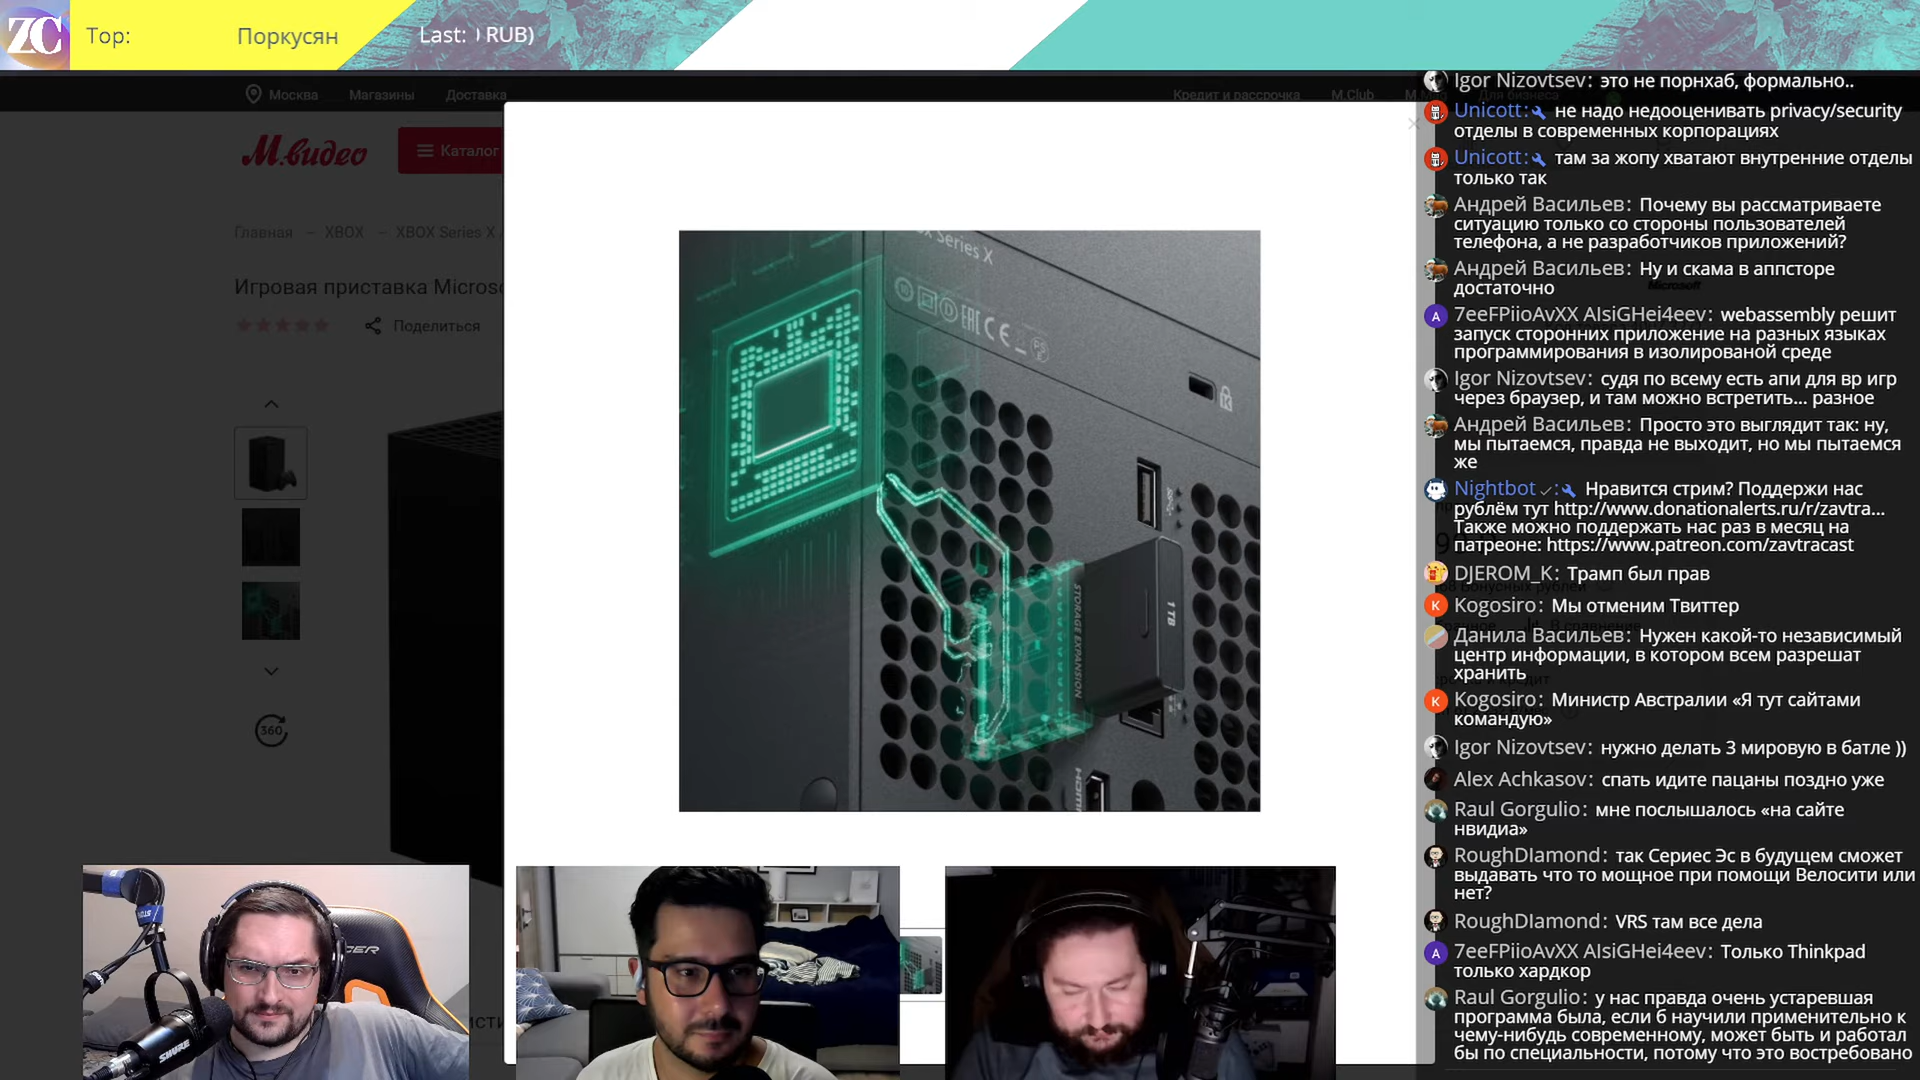 ZC
Top:
Поркусян
Last:
RUB)
Москва
Магазины
Доставка
Кредит и рассрочка
M.Club
М.видео
Каталог
Главная – XBOX – XBOX Series X
Игровая приставка Micros
Поделиться
360
Series X
EAC CE
1 TB
STORAGE EXPANSION
HDMI
ACER
SHURE
Igor Nizovtsev: это не порнхаб, формально..
Unicott: не надо недооценивать privacy/security
отделы в современных корпорациях
Unicott: там за жопу хватают внутренние отделы
только так
Андрей Васильев: Почему вы рассматриваете
ситуацию только со стороны пользователей
телефона, а не разработчиков приложений?
Андрей Васильев: Ну и скама в аппсторе
достаточно
7eeFPiioAvXX AIsiGHei4eev: webassembly решит
запуск сторонних приложение на разных языках
программирования в изолированой среде
Igor Nizovtsev: судя по всему есть апи для вр игр
через браузер, и там можно встретить... разное
Андрей Васильев: Просто это выглядит так: ну,
мы пытаемся, правда не выходит, но мы пытаемся
же
Nightbot: Нравится стрим? Поддержи нас
рублём тут http://www.donationalerts.ru/r/zavtra...
Также можно поддержать нас раз в месяц на
патреоне: https://www.patreon.com/zavtracast
DJEROM_K: Трамп был прав
Kogosiro: Мы отменим Твиттер
Данила Васильев: Нужен какой-то независимый
центр информации, в котором всем разрешат
хранить
Kogosiro: Министр Австралии «Я тут сайтами
командую»
Igor Nizovtsev: нужно делать 3 мировую в батле ))
Alex Achkasov: спать идите пацаны поздно уже
Raul Gorgulio: мне послышалось «на сайте
нвидиа»
RoughDIamond: так Сериес Эс в будущем сможет
выдавать что то мощное при помощи Велосити или
нет?
RoughDIamond: VRS там все дела
7eeFPiioAvXX AIsiGHei4eev: Только Thinkpad
только хардкор
Raul Gorgulio: у нас правда очень устаревшая
программа была, если б научили применительно к
чему-нибудь современному, может быть и работал
бы по специальности, потому что это востребовано